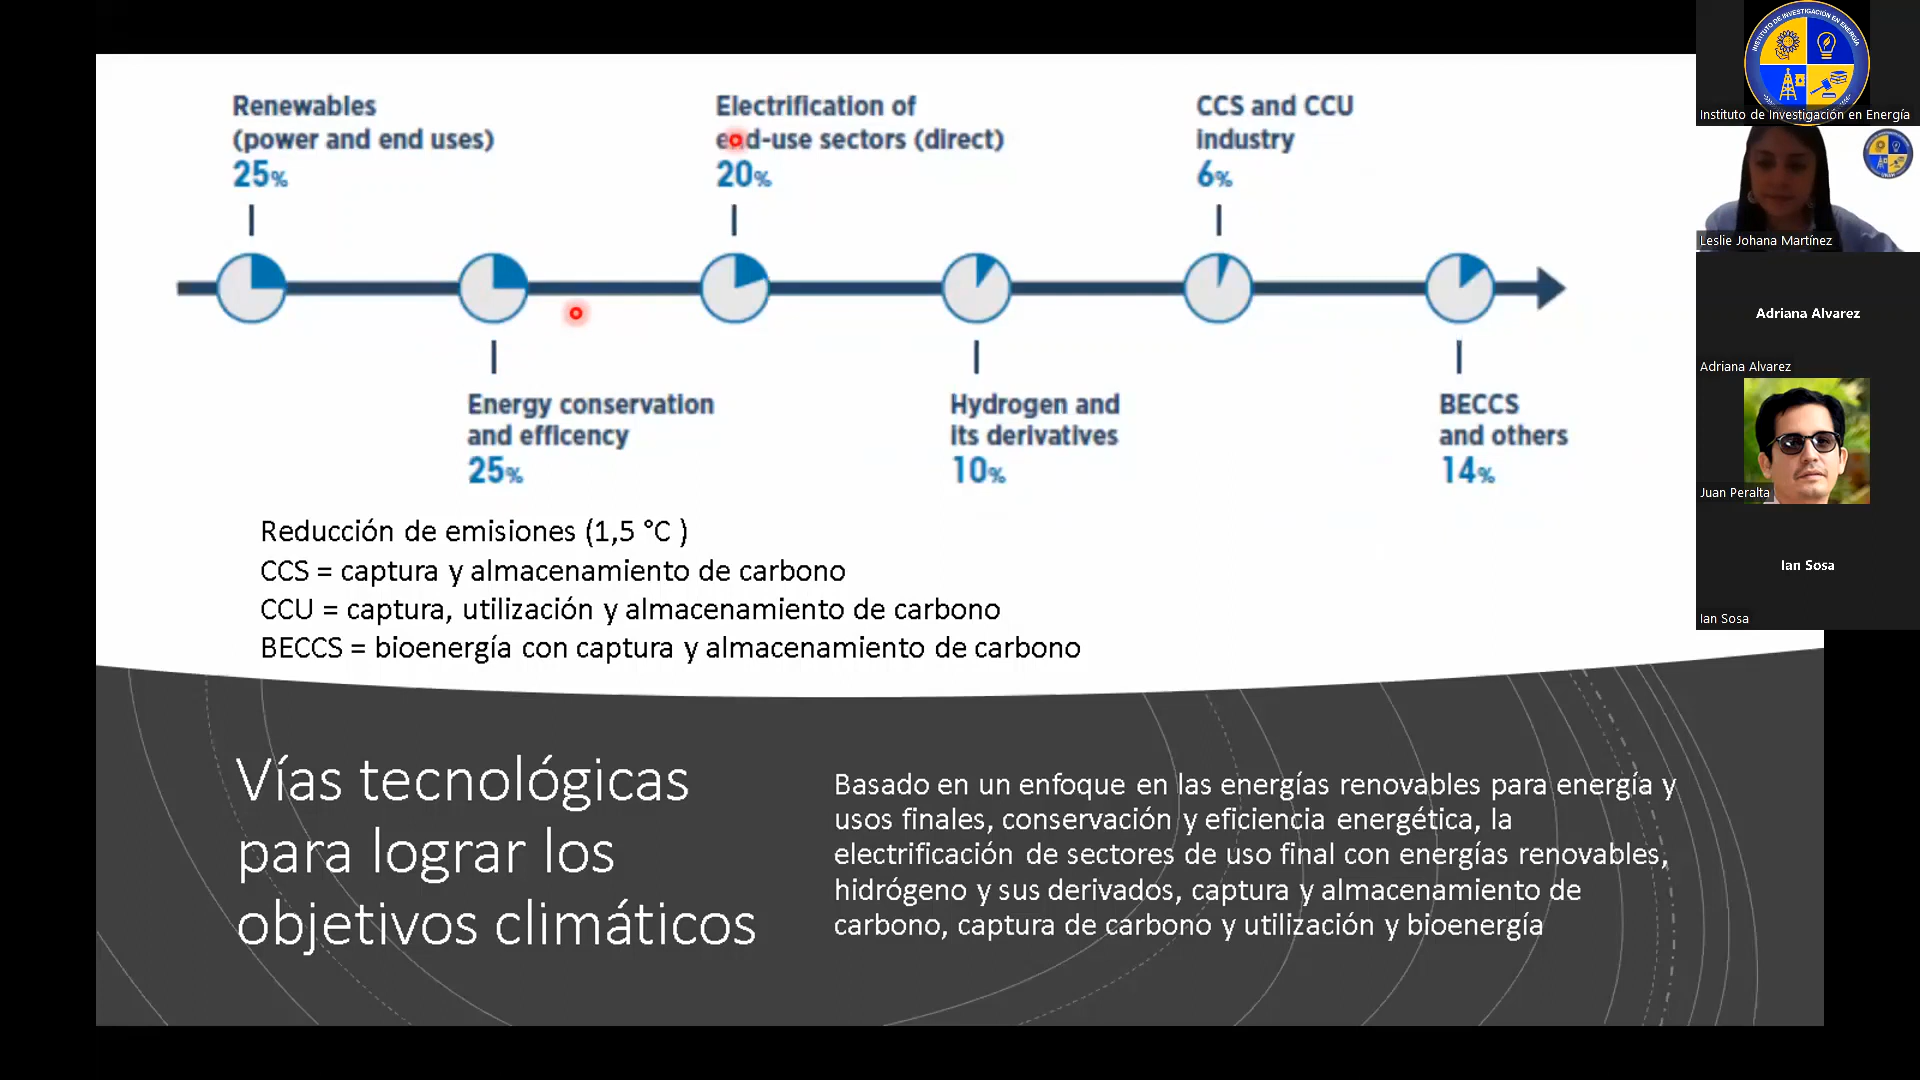 Renewables
(power and end uses)
25%
Electrification of
end-use sectors (direct)
20%
CCS and CCU
industry
6%
Energy conservation
and efficency
25%
Hydrogen and
its derivatives
10%
BECCS
and others
14%
Reducción de emisiones (1,5 °C )
CCS = captura y almacenamiento de carbono
CCU = captura, utilización y almacenamiento de carbono
BECCS = bioenergía con captura y almacenamiento de carbono
Vías tecnológicas
para lograr los
objetivos climáticos
Basado en un enfoque en las energías renovables para energía y
usos finales, conservación y eficiencia energética, la
electrificación de sectores de uso final con energías renovables,
hidrógeno y sus derivados, captura y almacenamiento de
carbono, captura de carbono y utilización y bioenergía
INSTITUTO DE INVESTIGACIÓN EN ENERGÍA
Instituto de Investigación en Energía
Leslie Johana Martínez
Adriana Alvarez
Adriana Alvarez
Juan Peralta
Ian Sosa
Ian Sosa